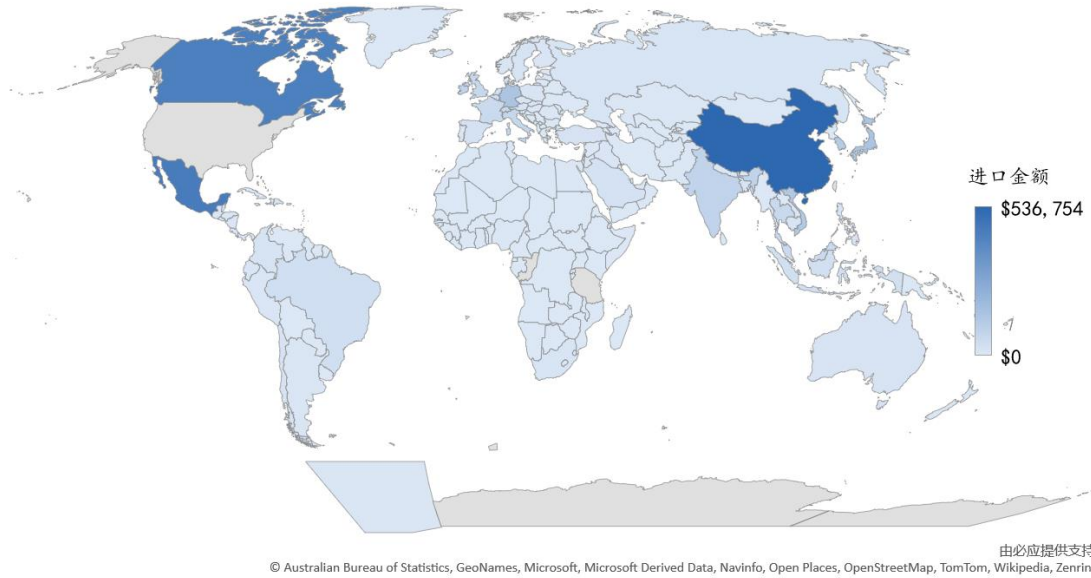 进口金额
$536,754
$0
由必应提供支持
© Australian Bureau of Statistics, GeoNames, Microsoft, Microsoft Derived Data, Navinfo, Open Places, OpenStreetMap, TomTom, Wikipedia, Zenrin